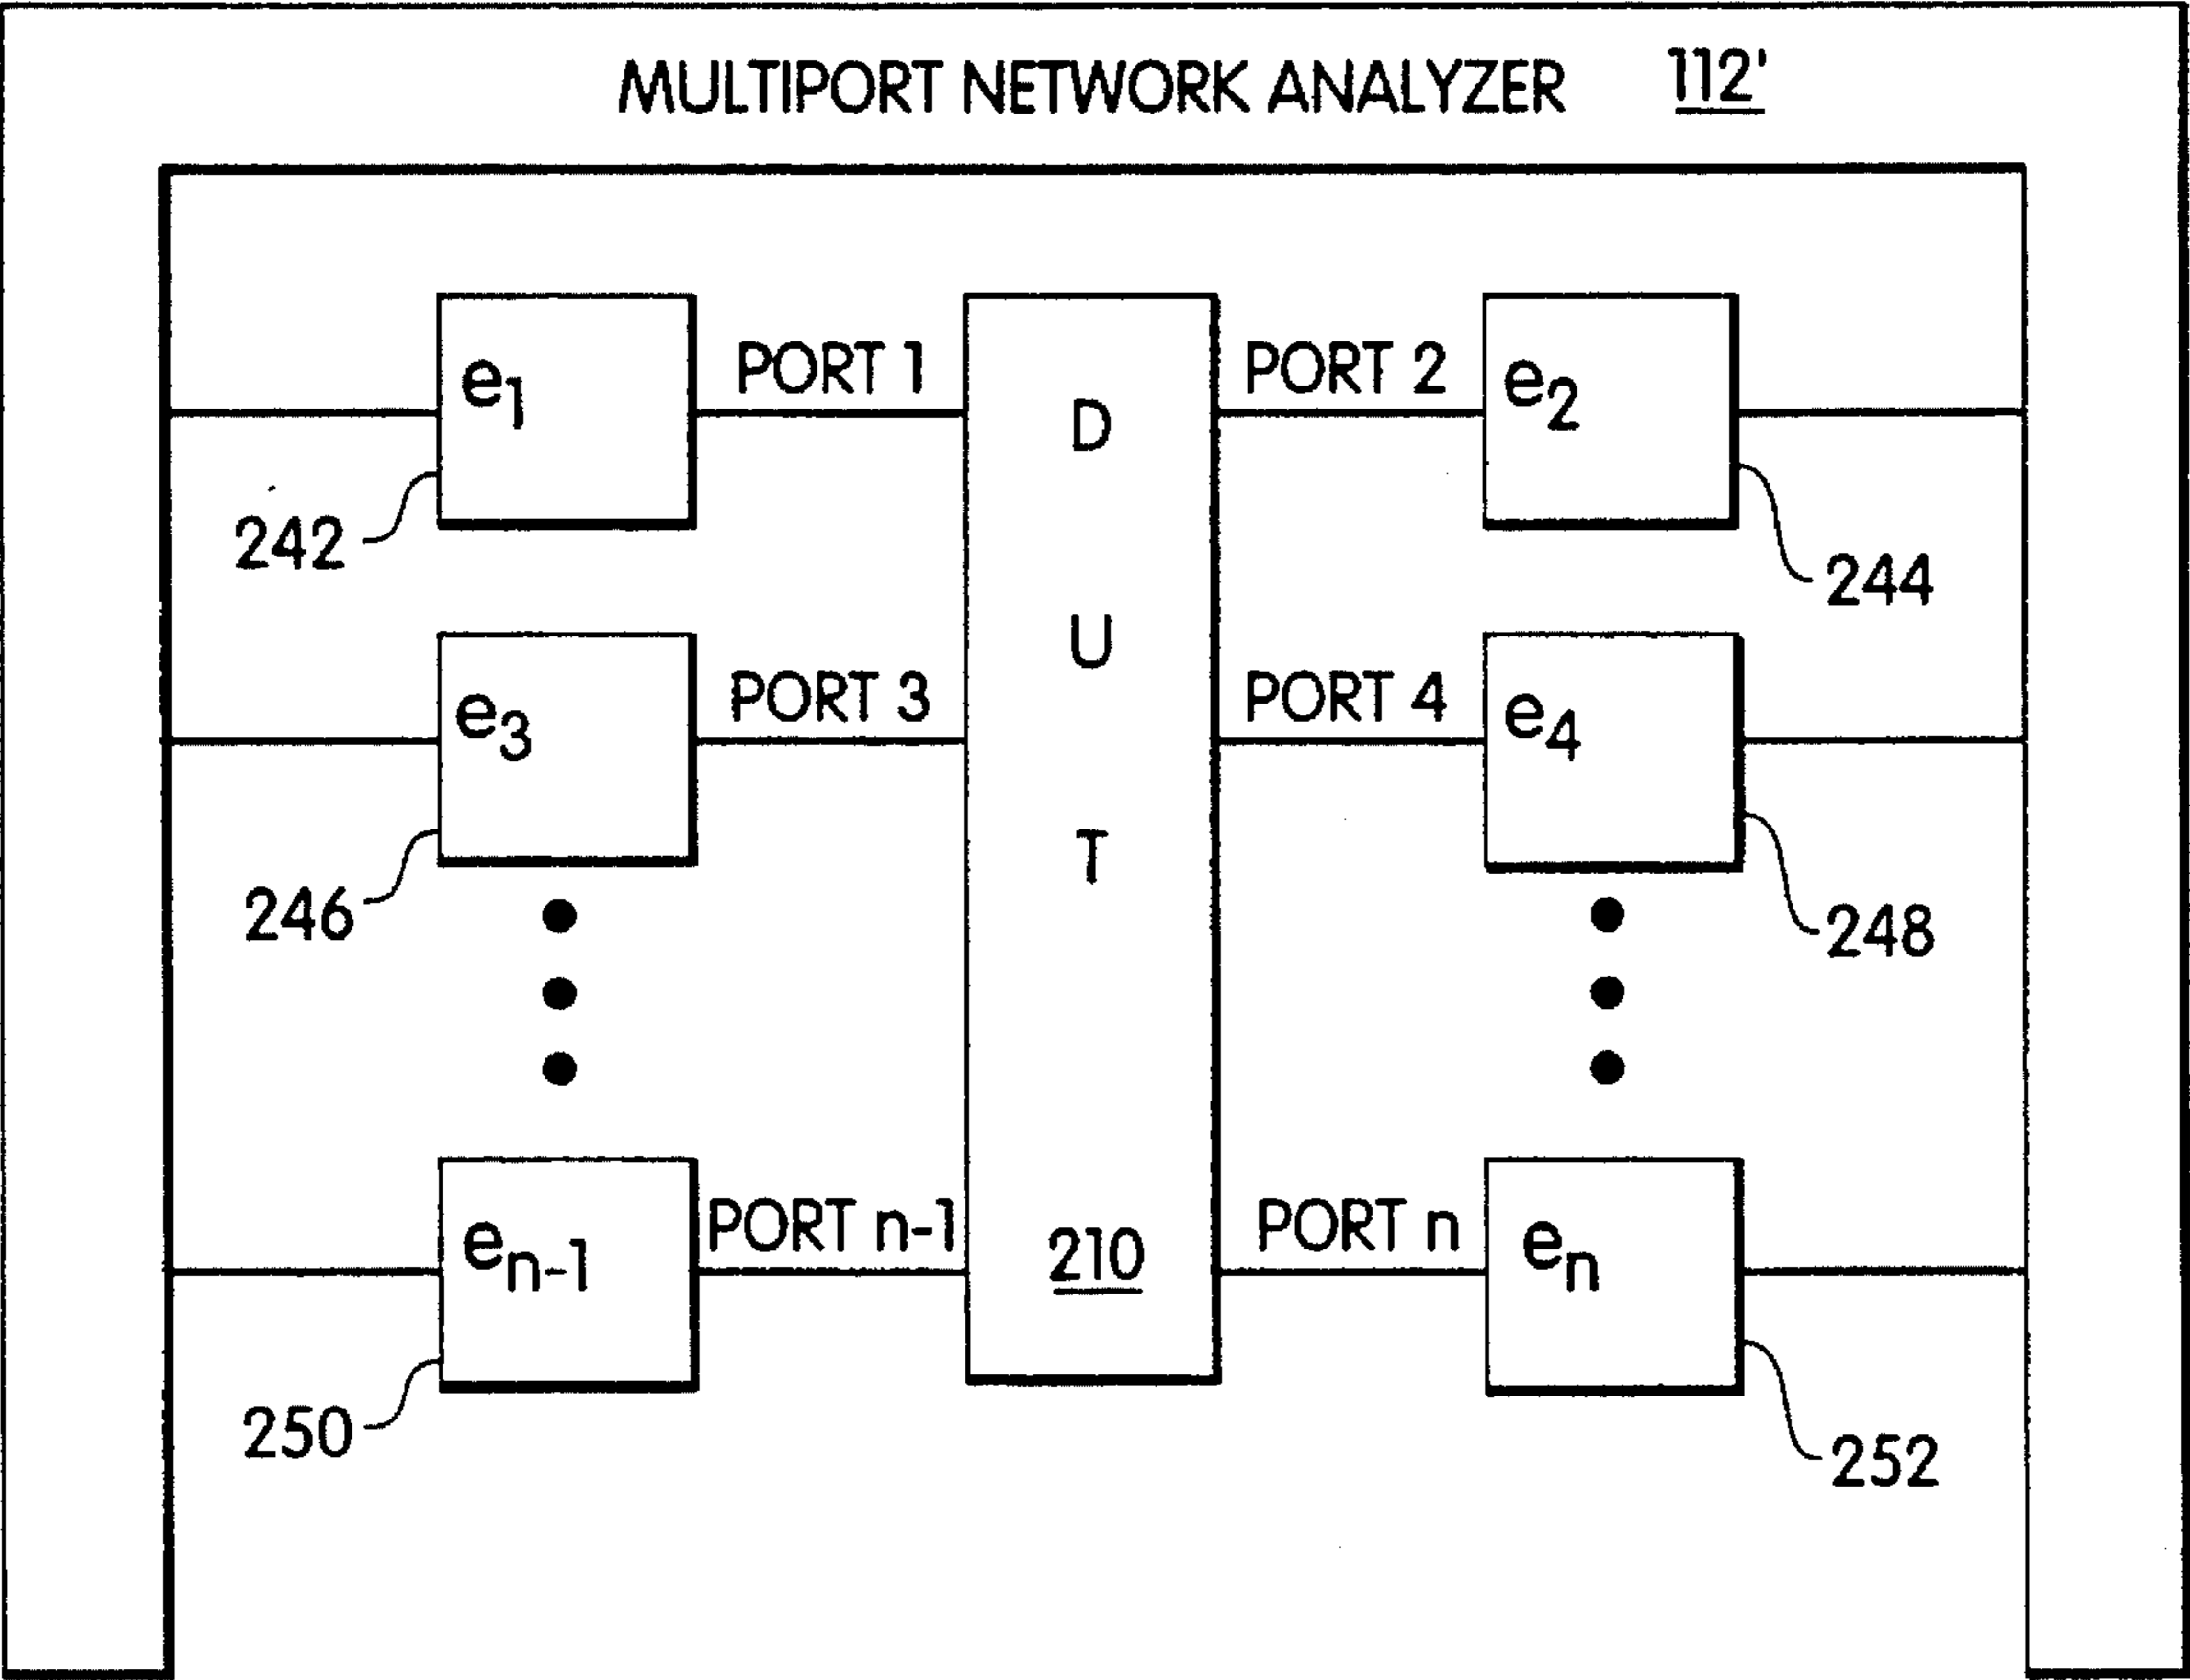 MULTIPORT NETWORK ANALYZER 112'
e1 PORT 1 D PORT 2 e2
242 244
U
e3 PORT 3 PORT 4 e4
T
246 248
en-1 PORT n-1 210 PORT n en
250 252